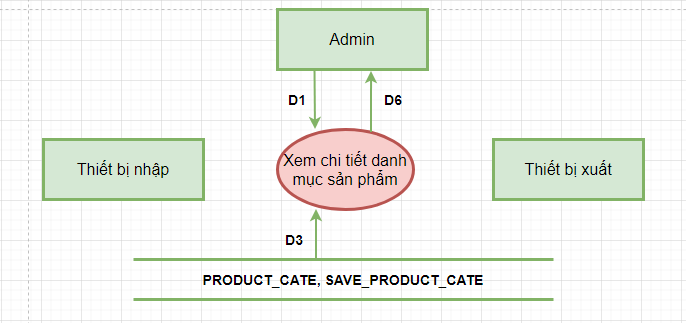 Admin
D1
D6
Thiết bị nhập
Xem chi tiết danh
mục sản phẩm
Thiết bị xuất
D3
PRODUCT_CATE, SAVE_PRODUCT_CATE